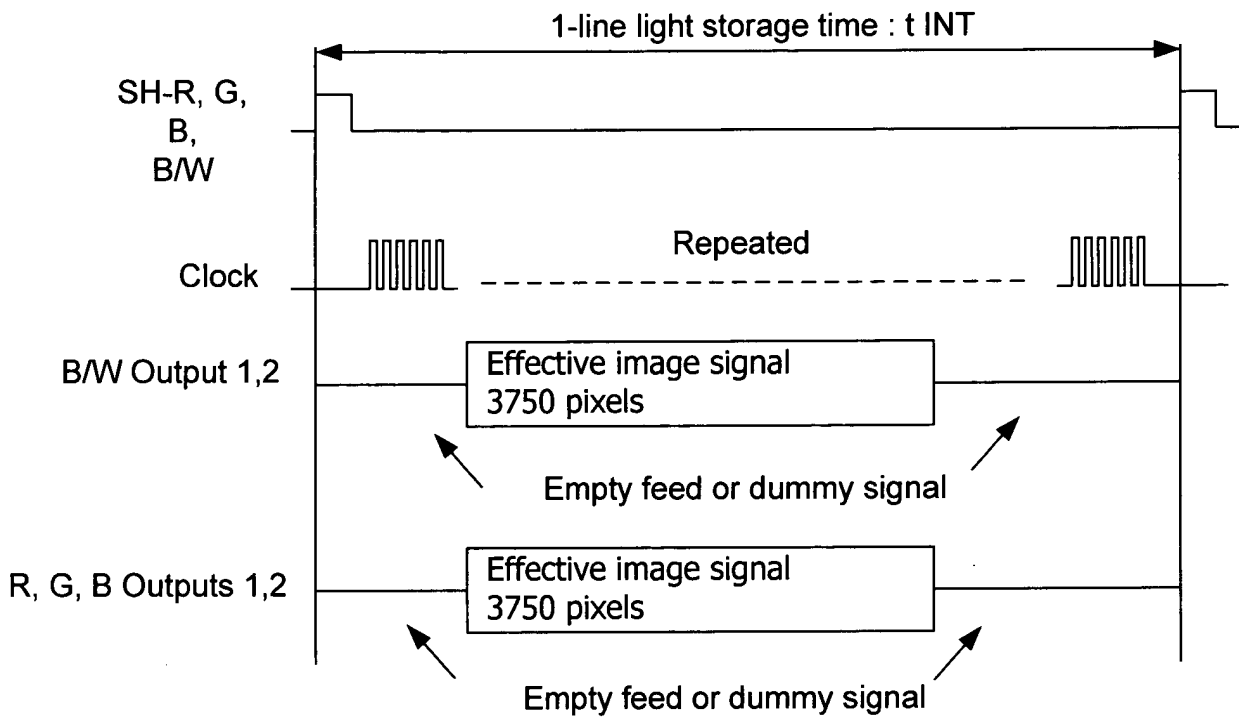 1-line light storage time : t INT
SH-R, G,
B,
B/W
Clock
Repeated
B/W Output 1,2
Effective image signal
3750 pixels
Empty feed or dummy signal
R, G, B Outputs 1,2
Effective image signal
3750 pixels
Empty feed or dummy signal